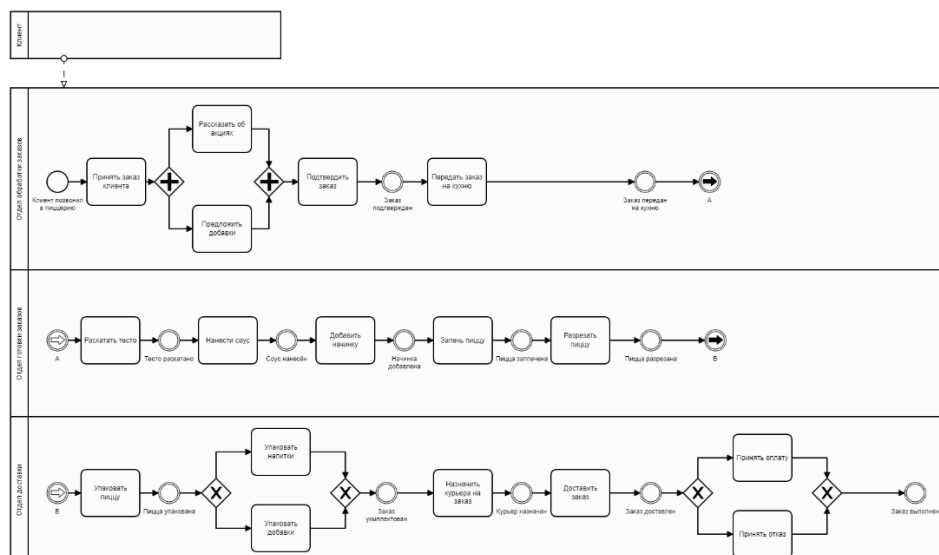 Клиент
Отдел обработки заказов
Рассказать об
акциях
Принять заказ
клиента
Подтвердить
заказ
Передать заказ
на кухню
Клиент позвонил
в пиццерию
Заказ
подтвержден
Заказ передан
на кухню
А
Предложить
добавки
Отдел готовки заказов
А
Раскатать тесто
Тесто раскатано
Нанести соус
Соус нанесён
Добавить
начинку
Начинка
добавлена
Запечь пиццу
Пицца запечена
Разрезать
пиццу
Пицца разрезана
Б
Отдел доставки
Упаковать
напитки
Б
Упаковать
пиццу
Пицца упакована
Упаковать
добавки
Заказ
укмплектован
Назначить
курьера на
заказ
Курьер назначен
Доставить
заказ
Заказ доставлен
Принять оплату
Принять отказ
Заказ выполнен